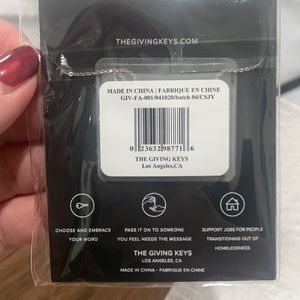 THEGIVINGKEYS.COM
MADE IN CHINA | FABRIQUE EN CHINE
GIV-FA-001/041020/batch 04/CSJY
0 23632 98771 6
THE GIVING KEYS
Los Angeles,CA
CHOOSE AND EMBRACE
YOUR WORD
PASS IT ON TO SOMEONE
YOU FEEL NEEDS THE MESSAGE
SUPPORT JOBS FOR PEOPLE
TRANSITIONING OUT OF
HOMELESSNESS
THE GIVING KEYS
LOS ANGELES, CA
MADE IN CHINA - FABRIQUÉ EN CHINE